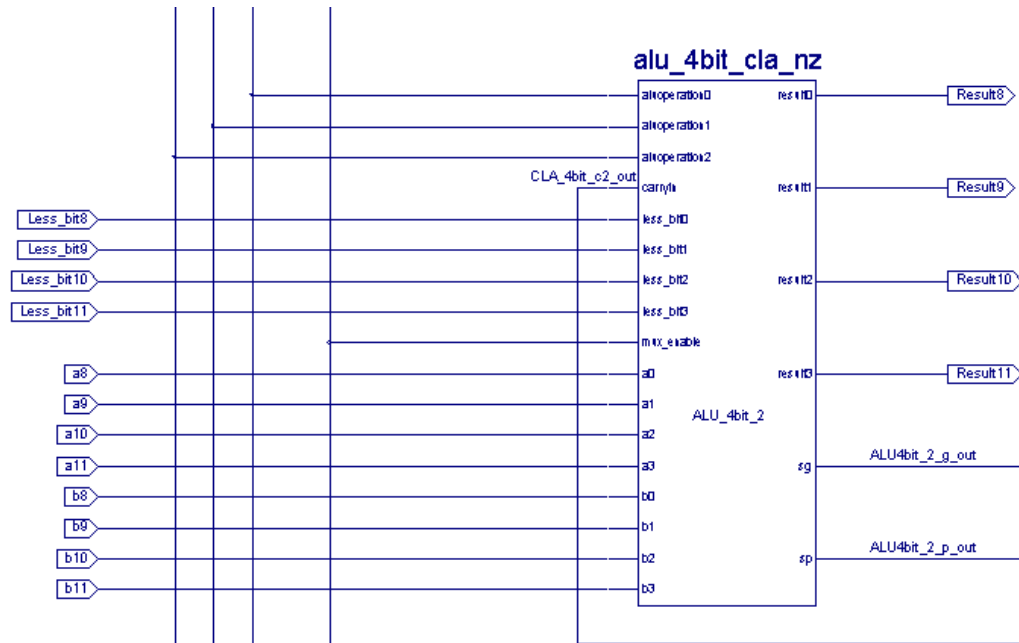 alu_4bit_cla_nz
aluoperation0 result0 Result8
aluoperation1
aluoperation2
CLA_4bit_c2_out
carryin result1 Result9
Less_bit8 less_bit0
Less_bit9 less_bit1
Less_bit10 less_bit2 result2 Result10
Less_bit11 less_bit3
mux_enable
a8 a0 result3 Result11
a9 a1
ALU_4bit_2
a10 a2
ALU4bit_2_g_out
a11 a3 sg
b8 b0
b9 b1
ALU4bit_2_p_out
b10 b2 sp
b11 b3